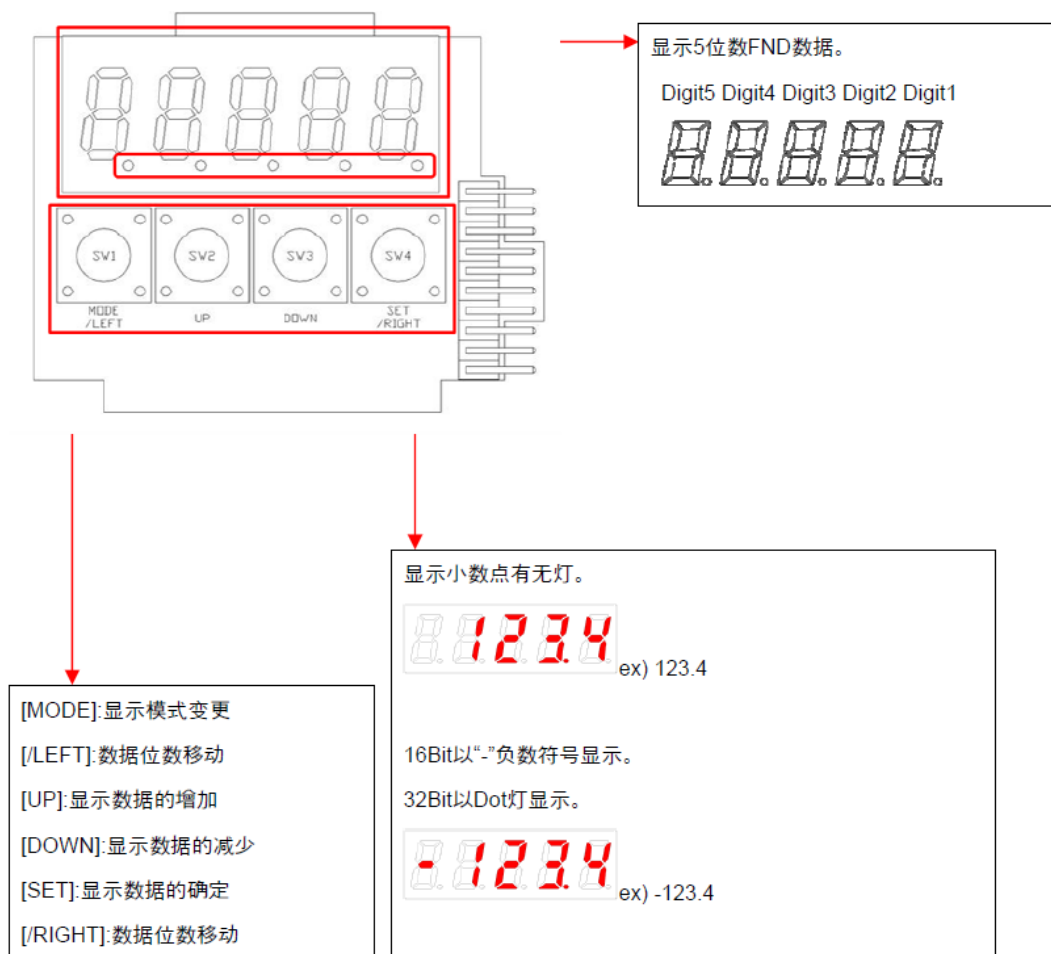 显示5位数FND数据。
Digit5 Digit4 Digit3 Digit2 Digit1
SW1
SW2
SW3
SW4
MODE
/LEFT
UP
DOWN
SET
/RIGHT
显示小数点有无灯。
123.4
ex) 123.4
16Bit以“-”负数符号显示。
32Bit以Dot灯显示。
-123.4
ex) -123.4
[MODE]:显示模式变更
[/LEFT]:数据位数移动
[UP]:显示数据的增加
[DOWN]:显示数据的减少
[SET]:显示数据的确定
[/RIGHT]:数据位数移动